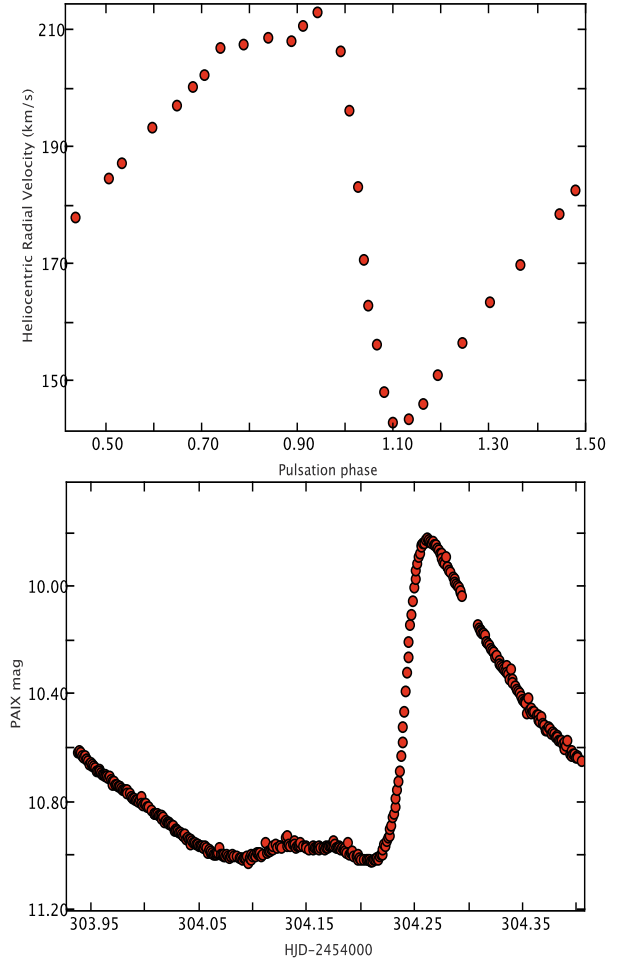 210
190
170
150
Heliocentric Radial Velocity (km/s)
0.50 0.70 0.90 1.10 1.30 1.50
Pulsation phase
10.00
10.40
10.80
11.20
PAIX mag
303.95 304.05 304.15 304.25 304.35
HJD-2454000